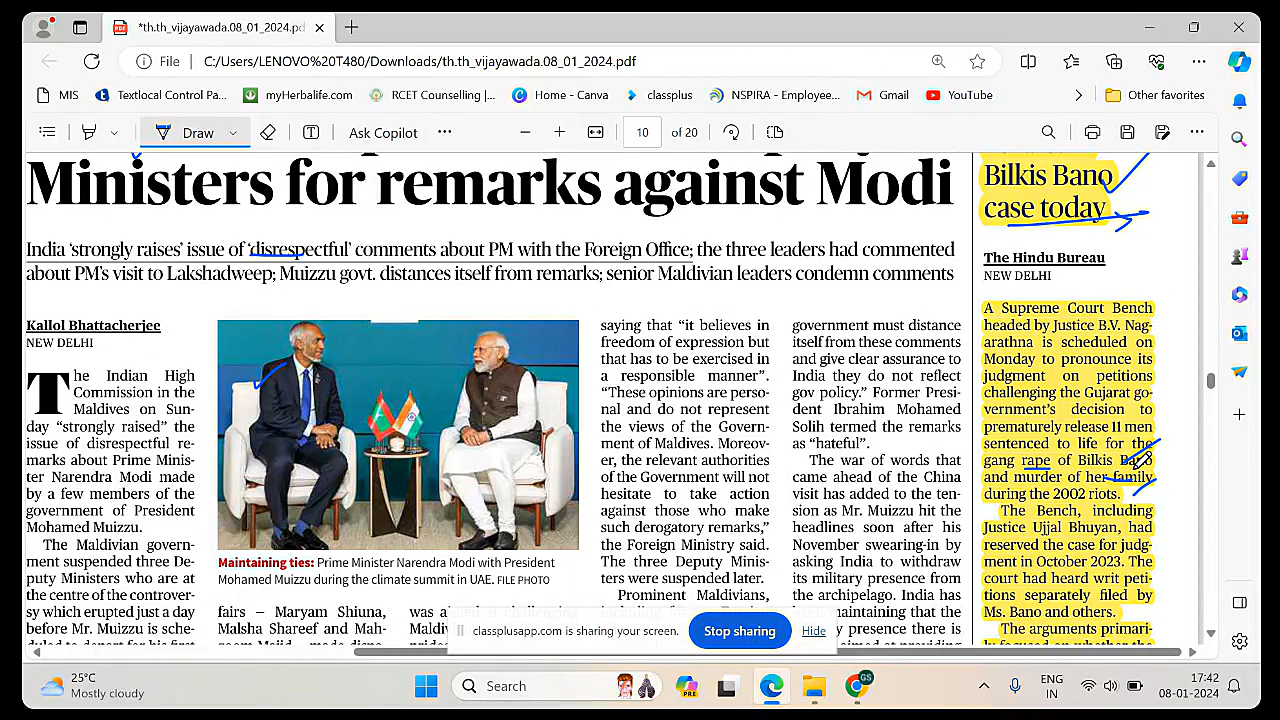 *th.th_vijayawada.08_01_2024.pd
File
C:/Users/LENOVO%20T480/Downloads/th.th_vijayawada.08_01_2024.pdf
MIS
Textlocal Control Pa...
myHerbalife.com
RCET Counselling |...
Home - Canva
classplus
NSPIRA - Employee...
Gmail
YouTube
Other favorites
Draw
Ask Copilot
10 of 20
Ministers for remarks against Modi
India ‘strongly raises’ issue of ‘disrespectful’ comments about PM with the Foreign Office; the three leaders had commented
about PM’s visit to Lakshadweep; Muizzu govt. distances itself from remarks; senior Maldivian leaders condemn comments
Kallol Bhattacherjee
NEW DELHI
The Indian High
Commission in the
Maldives on Sun-
day “strongly raised” the
issue of disrespectful re-
marks about Prime Minis-
ter Narendra Modi made
by a few members of the
government of President
Mohamed Muizzu.
The Maldivian govern-
ment suspended three De-
puty Ministers who are at
the centre of the controver-
sy which erupted just a day
before Mr. Muizzu is sche-
duled to depart for his first
Maintaining ties: Prime Minister Narendra Modi with President
Mohamed Muizzu during the climate summit in UAE. FILE PHOTO
fairs – Maryam Shiuna,
Malsha Shareef and Mah-
saying that “it believes in
freedom of expression but
that has to be exercised in
a responsible manner”.
“These opinions are perso-
nal and do not represent
the views of the Govern-
ment of Maldives. Moreov-
er, the relevant authorities
of the Government will not
hesitate to take action
against those who make
such derogatory remarks,”
the Foreign Ministry said.
The three Deputy Minis-
ters were suspended later.
Prominent Maldivians,
government must distance
itself from these comments
and give clear assurance to
India they do not reflect
gov policy.” Former Presi-
dent Ibrahim Mohamed
Solih termed the remarks
as “hateful”.
The war of words that
came ahead of the China
visit has added to the ten-
sion as Mr. Muizzu hit the
headlines soon after his
November swearing-in by
asking India to withdraw
its military presence from
the archipelago. India has
maintaining that the
presence there is
Bilkis Bano
case today
The Hindu Bureau
NEW DELHI
A Supreme Court Bench
headed by Justice B.V. Nag-
arathna is scheduled on
Monday to pronounce its
judgment on petitions
challenging the Gujarat go-
vernment’s decision to
prematurely release 11 men
sentenced to life for the
gang rape of Bilkis Bano
and murder of her family
during the 2002 riots.
The Bench, including
Justice Ujjal Bhuyan, had
reserved the case for judg-
ment in October 2023. The
court had heard writ peti-
tions separately filed by
Ms. Bano and others.
The arguments primari-
ly focused on whether the
classplusapp.com is sharing your screen.
Stop sharing
Hide
25°C
Mostly cloudy
Search
PRE
GS
ENG
IN
17:42
08-01-2024